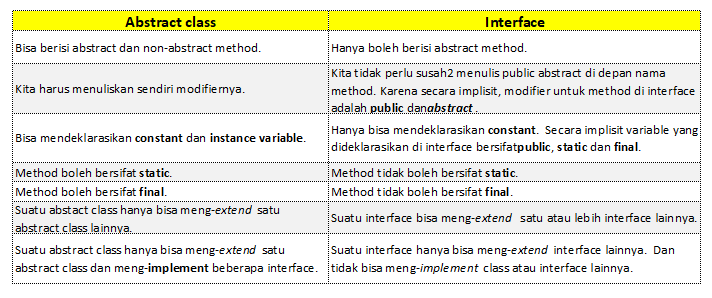 Abstract class
Interface
Bisa berisi abstract dan non-abstract method.
Hanya boleh berisi abstract method.
Kita harus menuliskan sendiri modifiernya.
Kita tidak perlu susah2 menulis public abstract di depan nama
method. Karena secara implisit, modifier untuk method di interface
adalah public danabstract .
Bisa mendeklarasikan constant dan instance variable.
Hanya bisa mendeklarasikan constant.  Secara implisit variable yang
dideklarasikan di interface bersifatpublic, static dan final.
Method boleh bersifat static.
Method tidak boleh bersifat static.
Method boleh bersifat final.
Method tidak boleh bersifat final.
Suatu abstact class hanya bisa meng-extend  satu
abstract class lainnya.
Suatu interface bisa meng-extend  satu atau lebih interface lainnya.
Suatu abstract class hanya bisa meng-extend  satu
abstract class dan meng-implement beberapa interface.
Suatu interface hanya bisa meng-extend  interface lainnya.  Dan
tidak bisa meng-implement  class atau interface lainnya.